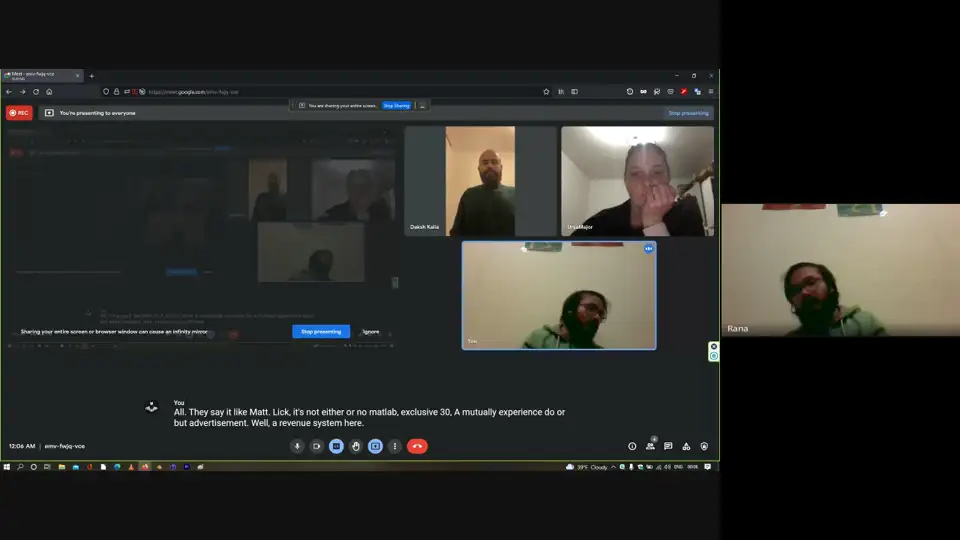 Meet - emv-fwjq-vce
https://meet.google.com/emv-fwjq-vce
You are sharing your entire screen.
Stop Sharing
REC
You're presenting to everyone
Stop presenting
Daksh Kalia
UrsaMajor
Sharing your entire screen or browser window can cause an infinity mirror
Stop presenting
Ignore
You
Rana
You
All. They say it like Matt. Lick, it's not either or no matlab, exclusive 30, A mutually experience do or
but advertisement. Well, a revenue system here.
12:06 AM | emv-fwjq-vce
4
39°F Cloudy
ENG
00:06